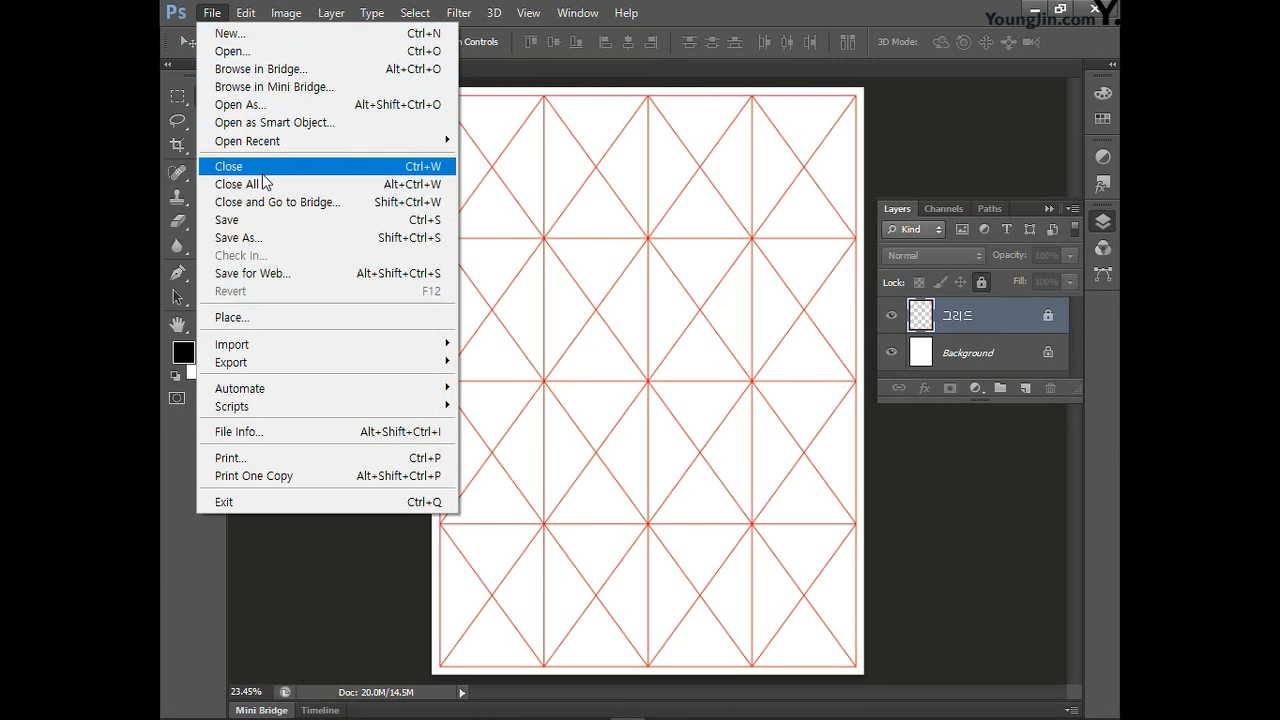 Ps File Edit Image Layer Type Select Filter 3D View Window Help
YoungJin.com Y.
n Controls 3D Mode:
New... Ctrl+N
Open... Ctrl+O
Browse in Bridge... Alt+Ctrl+O
Browse in Mini Bridge...
Open As... Alt+Shift+Ctrl+O
Open as Smart Object...
Open Recent
Close Ctrl+W
Close All Alt+Ctrl+W
Close and Go to Bridge... Shift+Ctrl+W
Save Ctrl+S
Save As... Shift+Ctrl+S
Check In...
Save for Web... Alt+Shift+Ctrl+S
Revert F12
Place...
Import
Export
Automate
Scripts
File Info... Alt+Shift+Ctrl+I
Print... Ctrl+P
Print One Copy Alt+Shift+Ctrl+P
Exit Ctrl+Q
Layers Channels Paths
Kind
Normal Opacity: 100%
Lock: Fill: 100%
그리드
Background
23.45% Doc: 20.0M/14.5M
Mini Bridge Timeline